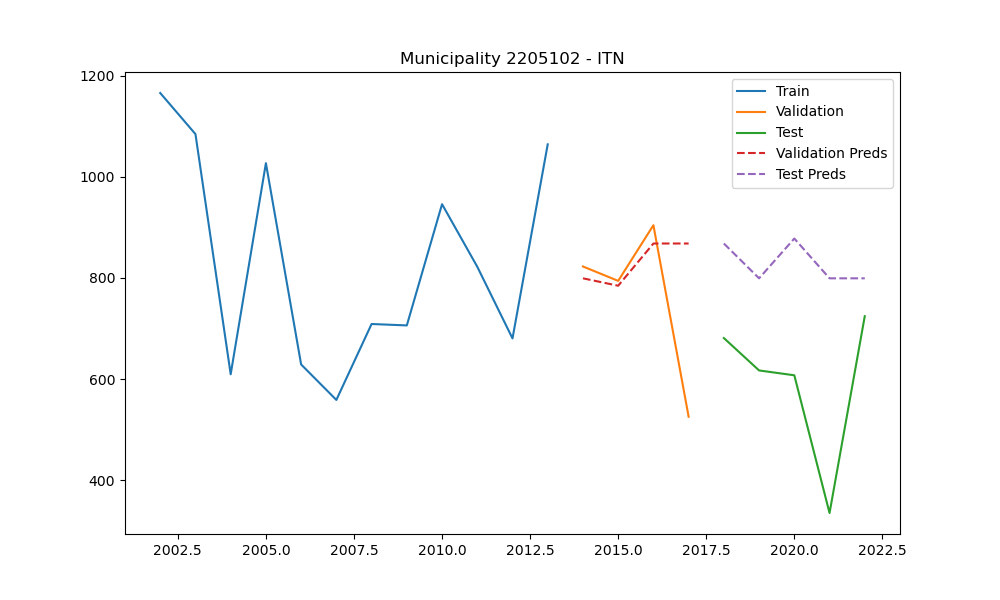 Municipality 2205102 - ITN
1200
1000
800
600
400
2002.5
2005.0
2007.5
2010.0
2012.5
2015.0
2017.5
2020.0
2022.5
Train
Validation
Test
Validation Preds
Test Preds